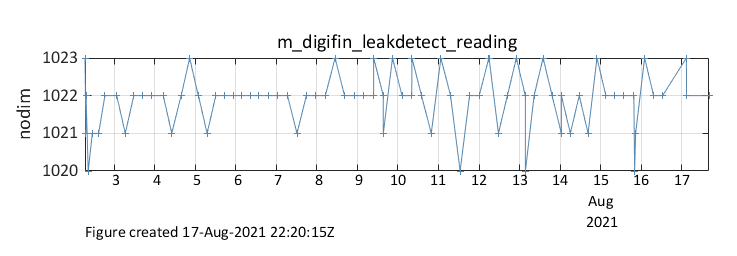 m_digifin_leakdetect_reading
nodim
1023
1022
1021
1020
3 4 5 6 7 8 9 10 11 12 13 14 15 16 17
Aug
2021
Figure created 17-Aug-2021 22:20:15Z